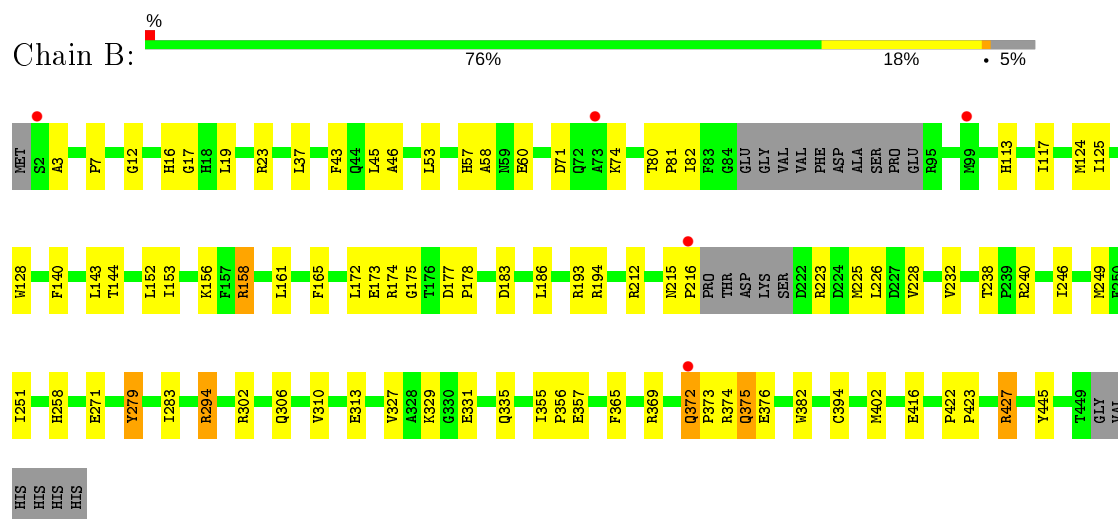 %
Chain B:
76% 18% • 5%
MET S2 A3 P7 G12 H16 G17 H18 L19 R23 L37 F43 Q44 L45 A46 L53 H57 A58 N59 E60 D71 Q72 A73 K74 T80 P81 I82 F83 G84 GLU GLY VAL VAL PHE ASP ALA SER PRO GLU R95 M99 H113 I117 M124 I125
W128 F140 L143 T144 L152 I153 K156 F157 R158 L161 F165 L172 E173 R174 G175 T176 D177 P178 D183 L186 R193 R194 R212 N215 P216 PRO THR ASP LYS SER D222 R223 D224 M225 L226 D227 V228 V232 T238 P239 R240 I246 M249 E250
I251 H258 E271 Y279 I283 R294 R302 Q306 V310 E313 V327 A328 K329 G330 E331 Q335 I355 P356 E357 F365 R369 Q372 P373 R374 Q375 E376 W382 C394 M402 E416 P422 P423 R427 Y445 T449 GLY VAL
HIS HIS HIS HIS